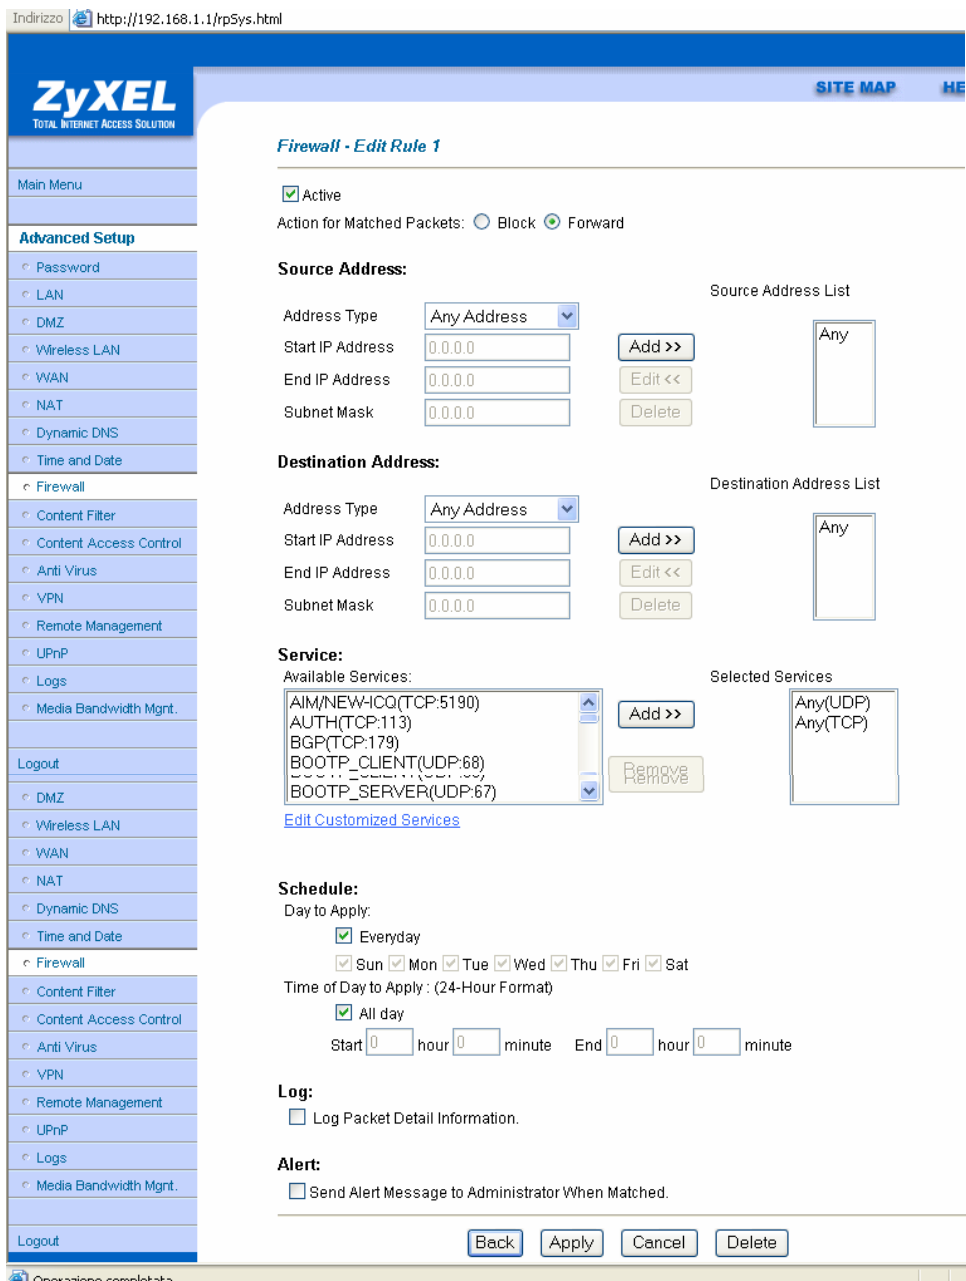 Indirizzo http://192.168.1.1/rpSys.html
ZyXEL
TOTAL INTERNET ACCESS SOLUTION
SITE MAP HE
Main Menu
Advanced Setup
Password
LAN
DMZ
Wireless LAN
WAN
NAT
Dynamic DNS
Time and Date
Firewall
Content Filter
Content Access Control
Anti Virus
VPN
Remote Management
UPnP
Logs
Media Bandwidth Mgnt.
Logout
DMZ
Wireless LAN
WAN
NAT
Dynamic DNS
Time and Date
Firewall
Content Filter
Content Access Control
Anti Virus
VPN
Remote Management
UPnP
Logs
Media Bandwidth Mgnt.
Logout
Firewall - Edit Rule 1
Active
Action for Matched Packets: Block Forward
Source Address:
Source Address List
Address Type Any Address
Any
Start IP Address 0.0.0.0 Add >>
End IP Address 0.0.0.0 Edit <<
Subnet Mask 0.0.0.0 Delete
Destination Address:
Destination Address List
Address Type Any Address
Any
Start IP Address 0.0.0.0 Add >>
End IP Address 0.0.0.0 Edit <<
Subnet Mask 0.0.0.0 Delete
Service:
Available Services: Selected Services
AIM/NEW-ICQ(TCP:5190)
AUTH(TCP:113)
BGP(TCP:179)
BOOTP_CLIENT(UDP:68)
BOOTP_SERVER(UDP:67)
Add >>
Remove
Any(UDP)
Any(TCP)
Edit Customized Services
Schedule:
Day to Apply:
Everyday
Sun Mon Tue Wed Thu Fri Sat
Time of Day to Apply : (24-Hour Format)
All day
Start 0 hour 0 minute End 0 hour 0 minute
Log:
Log Packet Detail Information.
Alert:
Send Alert Message to Administrator When Matched.
Back Apply Cancel Delete
Operazione completata